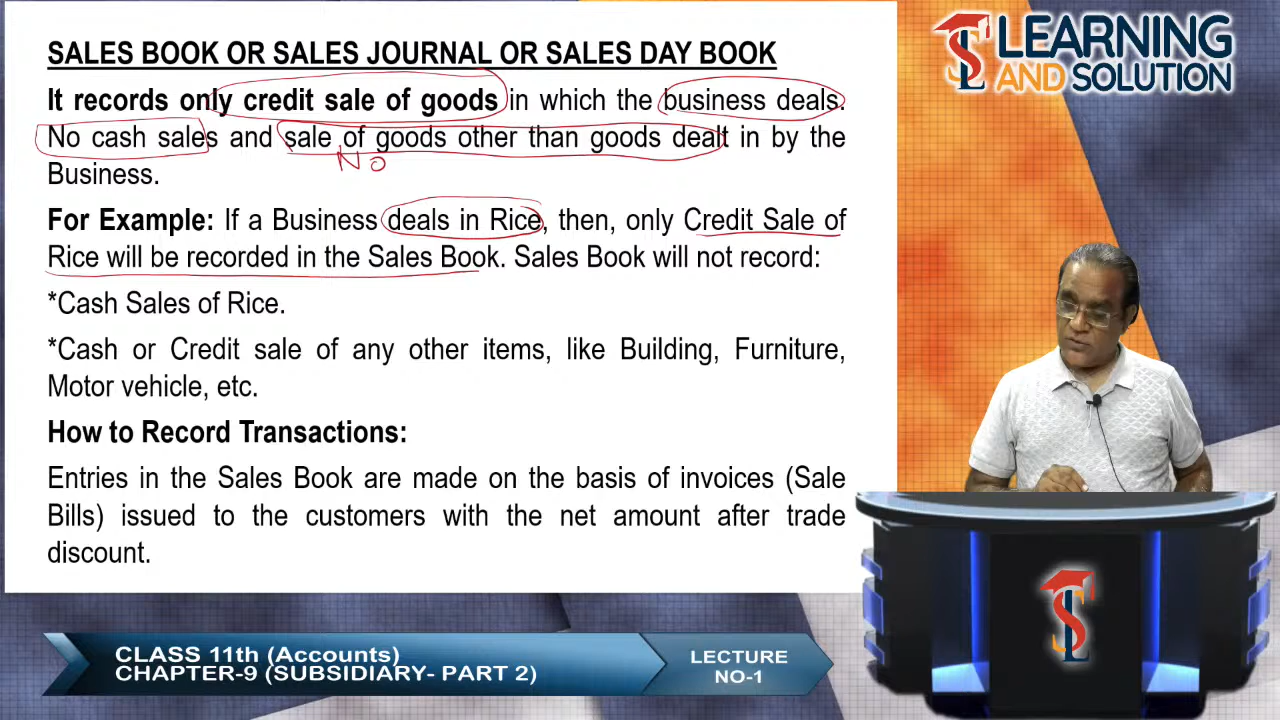 SALES BOOK OR SALES JOURNAL OR SALES DAY BOOK
It records only credit sale of goods in which the business deals.
No cash sales and sale of goods other than goods dealt in by the
No
Business.
For Example: If a Business deals in Rice, then, only Credit Sale of
Rice will be recorded in the Sales Book. Sales Book will not record:
*Cash Sales of Rice.
*Cash or Credit sale of any other items, like Building, Furniture,
Motor vehicle, etc.
How to Record Transactions:
Entries in the Sales Book are made on the basis of invoices (Sale
Bills) issued to the customers with the net amount after trade
discount.
LEARNING
AND SOLUTION
CLASS 11th (Accounts)
CHAPTER-9 (SUBSIDIARY- PART 2)
LECTURE
NO-1